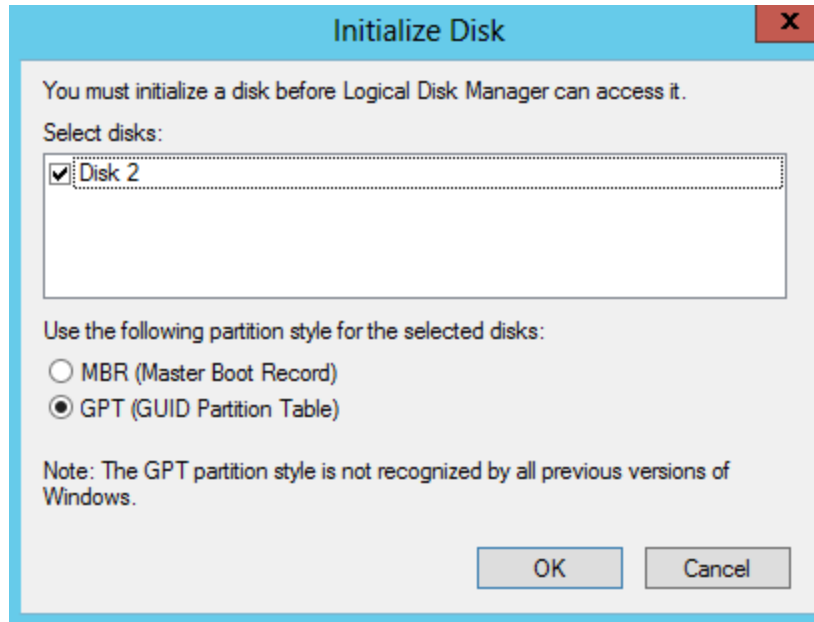 Initialize Disk
x
You must initialize a disk before Logical Disk Manager can access it.
Select disks:
Disk 2
Use the following partition style for the selected disks:
MBR (Master Boot Record)
GPT (GUID Partition Table)
Note: The GPT partition style is not recognized by all previous versions of
Windows.
OK
Cancel